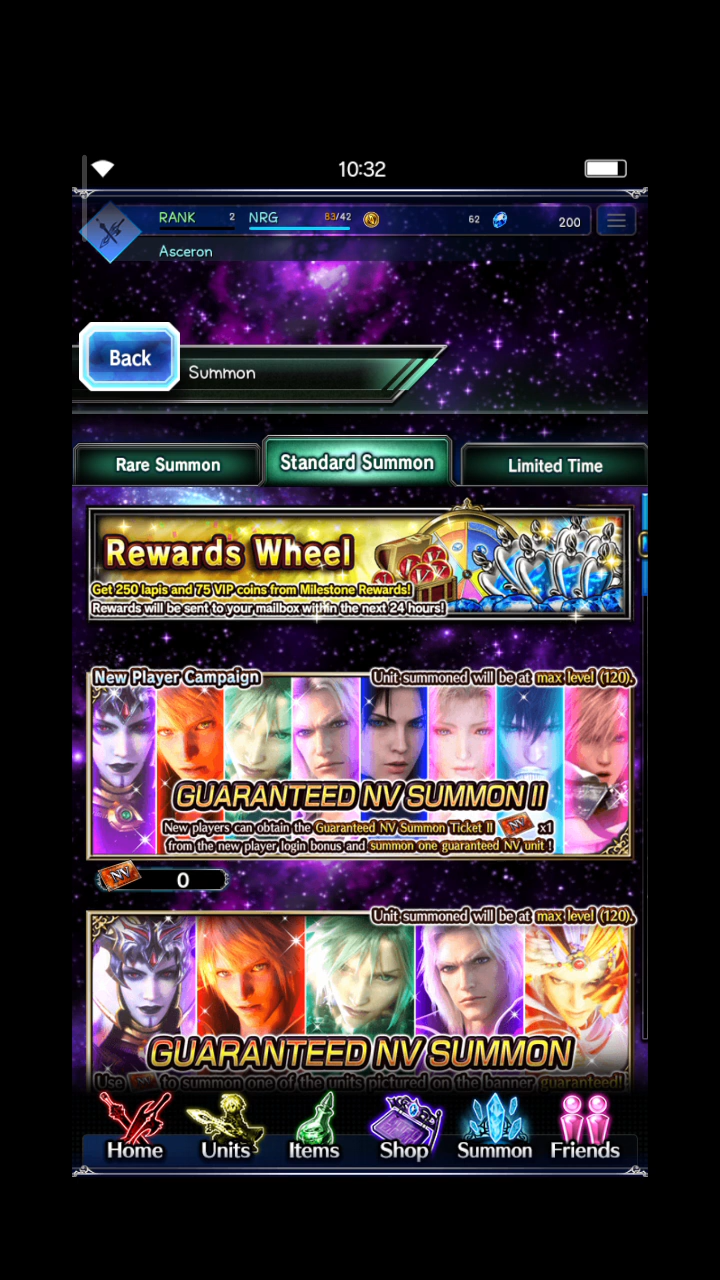 10:32
RANK 2 NRG 83/42 62 200
Asceron
Back
Summon
Rare Summon Standard Summon Limited Time
Rewards Wheel
Get 250 lapis and 75 VIP coins from Milestone Rewards!
Rewards will be sent to your mailbox within the next 24 hours!
New Player Campaign Unit summoned will be at max level (120).
GUARANTEED NV SUMMON II
New players can obtain the Guaranteed NV Summon Ticket II NV x1
from the new player login bonus and summon one guaranteed NV unit !
NV 0
Unit summoned will be at max level (120).
GUARANTEED NV SUMMON
Use NV to summon one of the units pictured on the banner guaranteed!
Home Units Items Shop Summon Friends